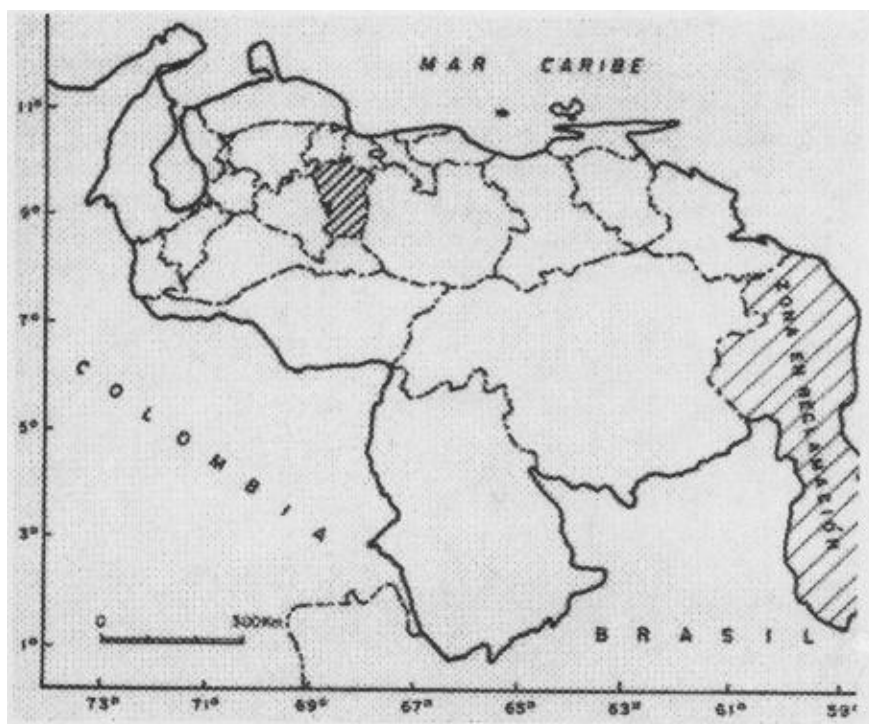 MAR CARIBE
11°
9°
7°
5°
3°
1°
ZONA EN RECLAMACIÓN
COLOMBIA
0 300Km.
BRASIL
73° 71° 69° 67° 65° 63° 61° 59°